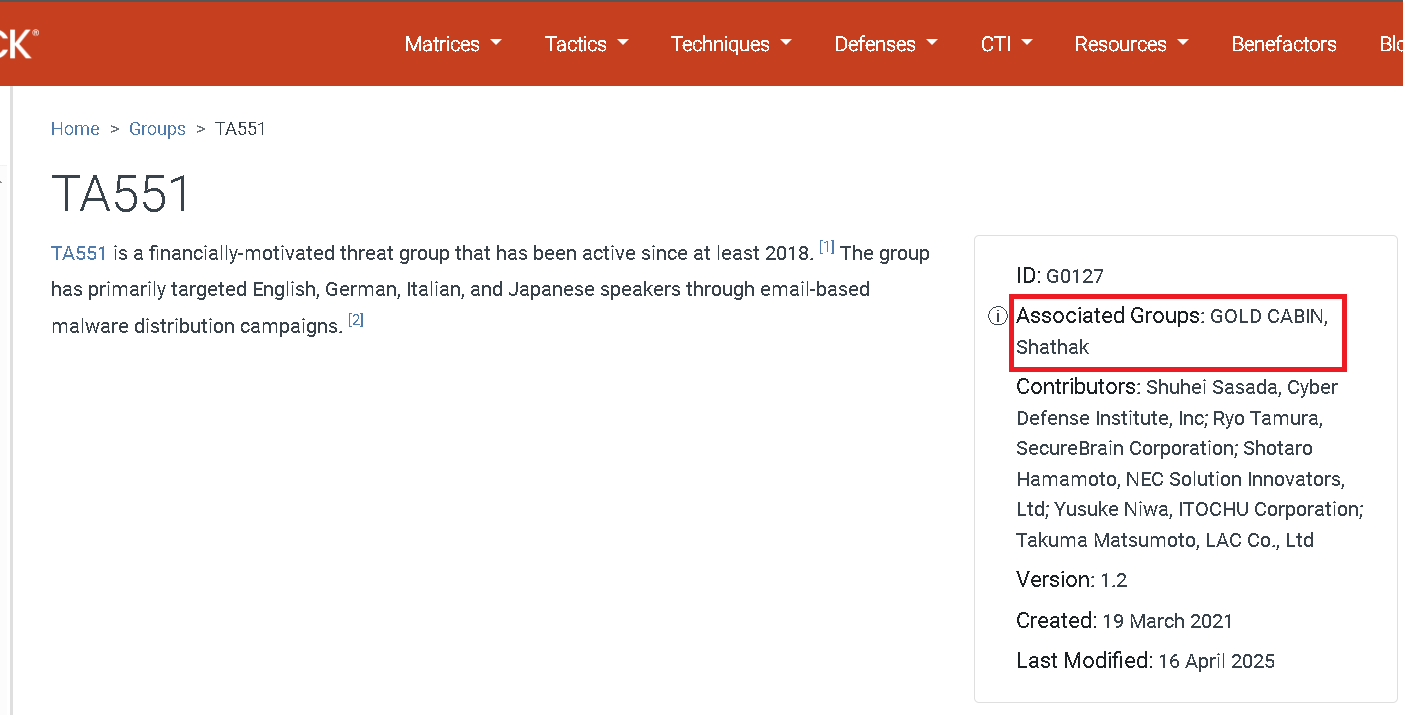 CK®
Matrices Tactics Techniques Defenses CTI Resources Benefactors
Home > Groups > TA551
TA551
TA551 is a financially-motivated threat group that has been active since at least 2018. [1] The group
has primarily targeted English, German, Italian, and Japanese speakers through email-based
malware distribution campaigns. [2]
ID: G0127
Associated Groups: GOLD CABIN,
Shathak
Contributors: Shuhei Sasada, Cyber
Defense Institute, Inc; Ryo Tamura,
SecureBrain Corporation; Shotaro
Hamamoto, NEC Solution Innovators,
Ltd; Yusuke Niwa, ITOCHU Corporation;
Takuma Matsumoto, LAC Co., Ltd
Version: 1.2
Created: 19 March 2021
Last Modified: 16 April 2025